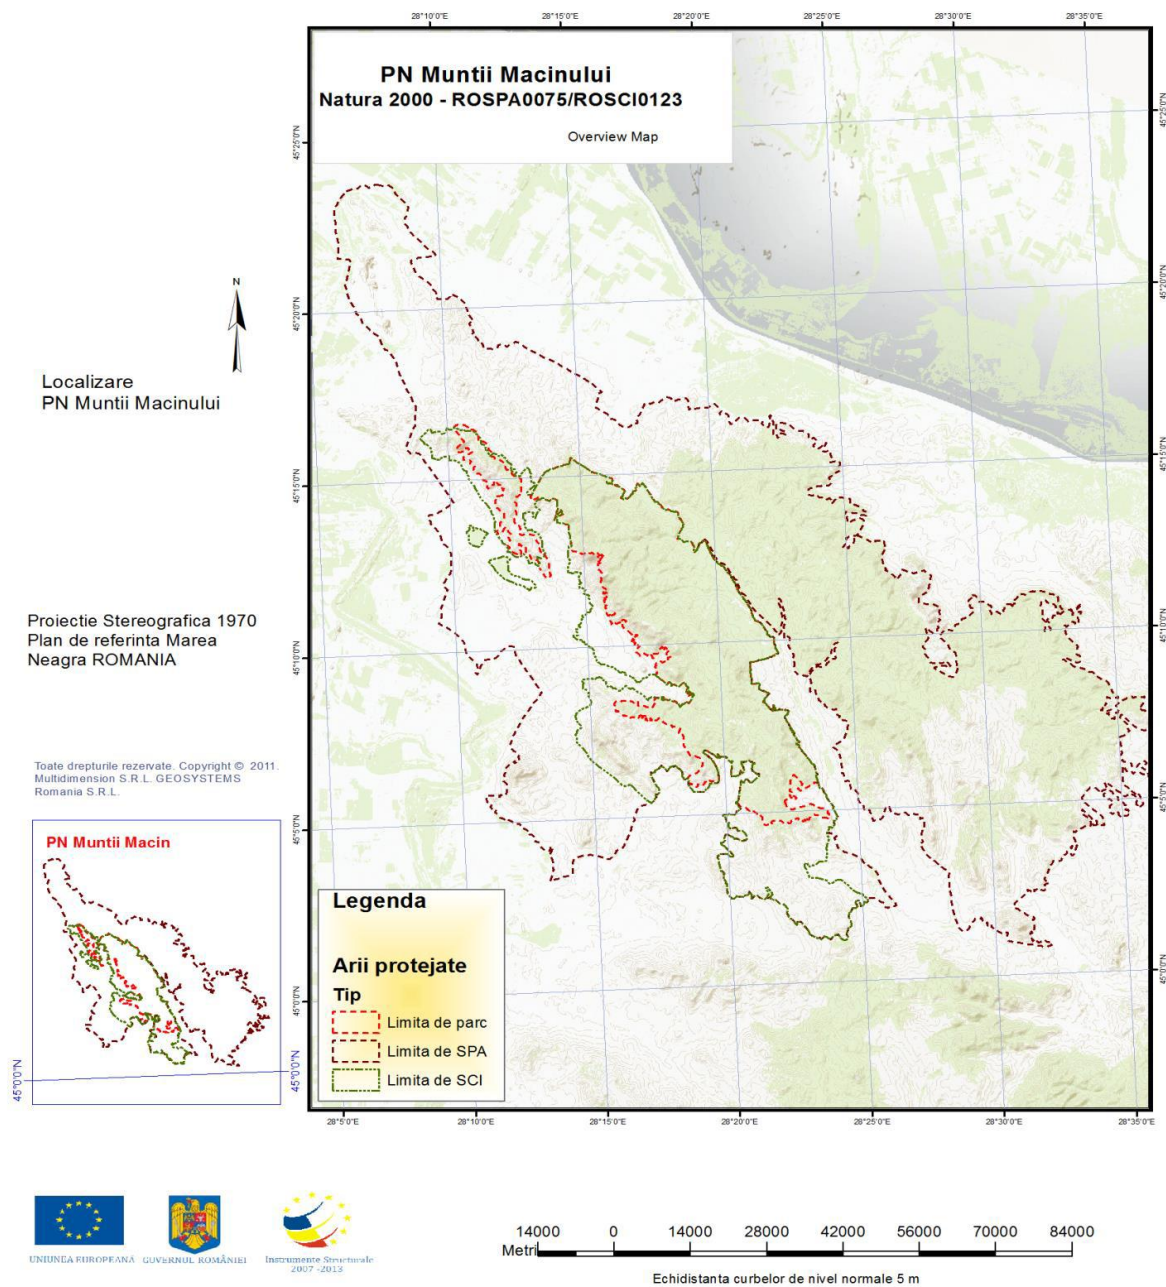 28°10'0"E 28°15'0"E 28°20'0"E 28°25'0"E 28°30'0"E 28°35'0"E
PN Muntii Macinului
Natura 2000 - ROSPA0075/ROSCI0123
Overview Map
45°25'0"N
45°20'0"N
45°15'0"N
45°10'0"N
45°5'0"N
45°0'0"N
45°25'0"N
45°20'0"N
45°15'0"N
45°10'0"N
45°5'0"N
45°0'0"N
N
Localizare
PN Muntii Macinului
Proiectie Stereografica 1970
Plan de referinta Marea
Neagra ROMANIA
Toate drepturile rezervate. Copyright © 2011.
Multidimension S.R.L. GEOSYSTEMS
Romania S.R.L.
PN Muntii Macin
45°0'0"N
45°0'0"N
Legenda
Arii protejate
Tip
Limita de parc
Limita de SPA
Limita de SCI
28°5'0"E 28°10'0"E 28°15'0"E 28°20'0"E 28°25'0"E 28°30'0"E 28°35'0"E
UNIUNEA EUROPEANĂ
GUVERNUL ROMÂNIEI
Instrumente Structurale
2007 -2013
14000 0 14000 28000 42000 56000 70000 84000
Metri
Echidistanta curbelor de nivel normale 5 m